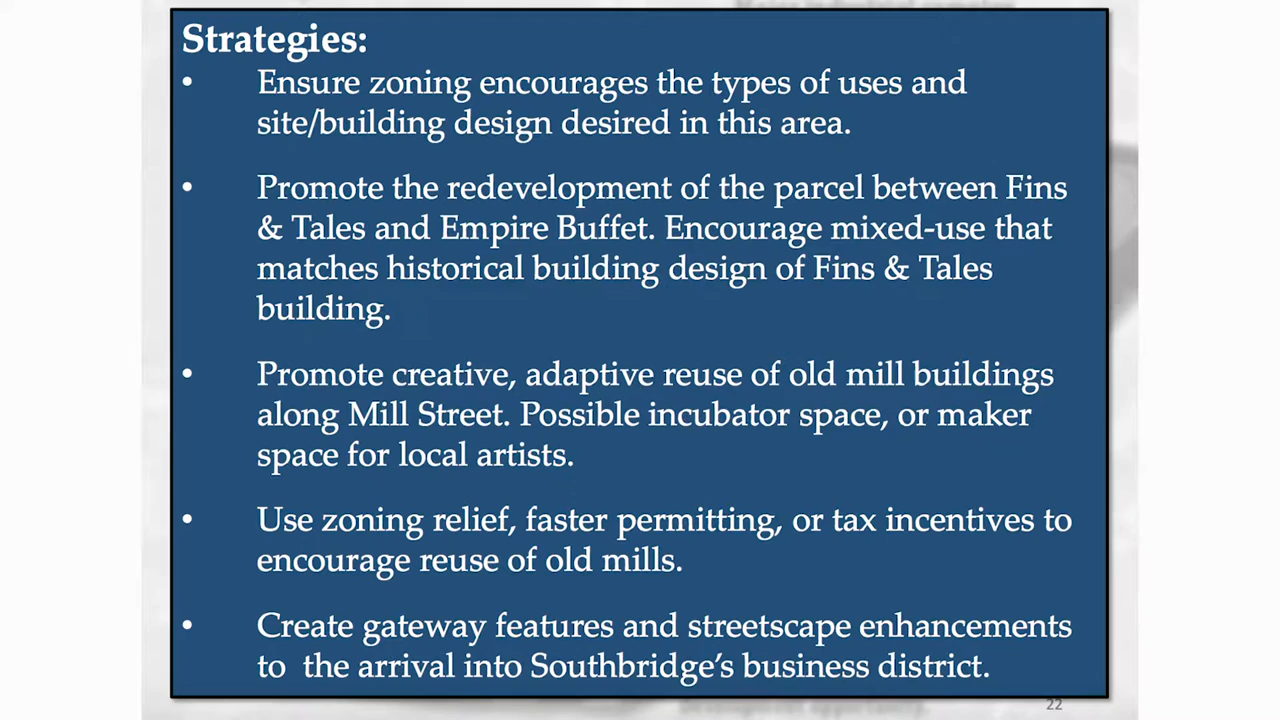 Strategies:
• Ensure zoning encourages the types of uses and
site/building design desired in this area.
• Promote the redevelopment of the parcel between Fins
& Tales and Empire Buffet. Encourage mixed-use that
matches historical building design of Fins & Tales
building.
• Promote creative, adaptive reuse of old mill buildings
along Mill Street. Possible incubator space, or maker
space for local artists.
• Use zoning relief, faster permitting, or tax incentives to
encourage reuse of old mills.
• Create gateway features and streetscape enhancements
to the arrival into Southbridge’s business district.
22